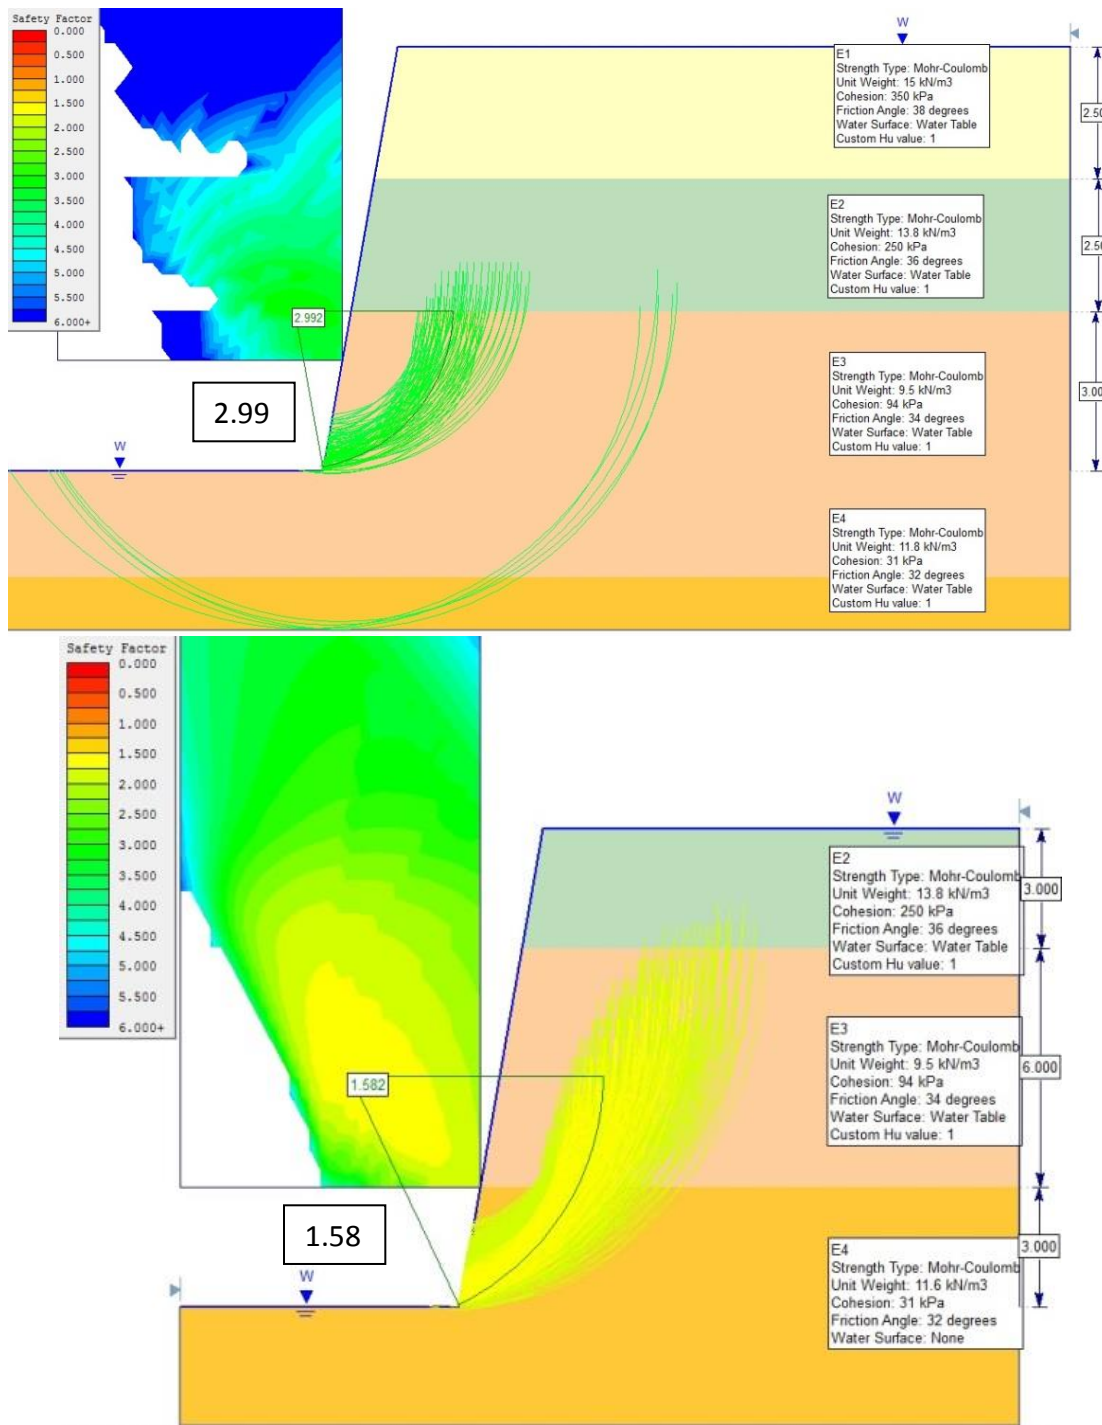 Safety Factor
0.000
0.500
1.000
1.500
2.000
2.500
3.000
3.500
4.000
4.500
5.000
5.500
6.000+
W
E1
Strength Type: Mohr-Coulomb
Unit Weight: 15 kN/m3
Cohesion: 350 kPa
Friction Angle: 38 degrees
Water Surface: Water Table
Custom Hu value: 1
2.50
E2
Strength Type: Mohr-Coulomb
Unit Weight: 13.8 kN/m3
Cohesion: 250 kPa
Friction Angle: 36 degrees
Water Surface: Water Table
Custom Hu value: 1
2.50
2.992
2.99
E3
Strength Type: Mohr-Coulomb
Unit Weight: 9.5 kN/m3
Cohesion: 94 kPa
Friction Angle: 34 degrees
Water Surface: Water Table
Custom Hu value: 1
3.00
W
E4
Strength Type: Mohr-Coulomb
Unit Weight: 11.8 kN/m3
Cohesion: 31 kPa
Friction Angle: 32 degrees
Water Surface: Water Table
Custom Hu value: 1
Safety Factor
0.000
0.500
1.000
1.500
2.000
2.500
3.000
3.500
4.000
4.500
5.000
5.500
6.000+
W
E2
Strength Type: Mohr-Coulomb
Unit Weight: 13.8 kN/m3
Cohesion: 250 kPa
Friction Angle: 36 degrees
Water Surface: Water Table
Custom Hu value: 1
3.000
E3
Strength Type: Mohr-Coulomb
Unit Weight: 9.5 kN/m3
Cohesion: 94 kPa
Friction Angle: 34 degrees
Water Surface: Water Table
Custom Hu value: 1
6.000
1.582
1.58
W
E4
Strength Type: Mohr-Coulomb
Unit Weight: 11.6 kN/m3
Cohesion: 31 kPa
Friction Angle: 32 degrees
Water Surface: None
3.000